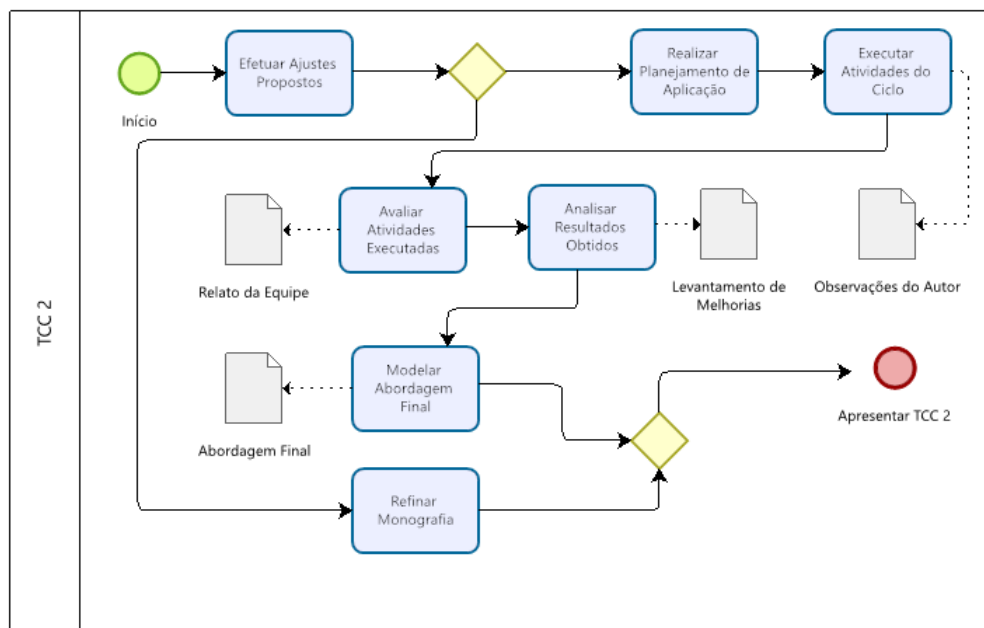 TCC 2
Início
Efetuar Ajustes
Propostos
Realizar
Planejamento de
Aplicação
Executar
Atividades do
Ciclo
Relato da Equipe
Avaliar
Atividades
Executadas
Analisar
Resultados
Obtidos
Levantamento de
Melhorias
Observações do Autor
Abordagem Final
Modelar
Abordagem
Final
Apresentar TCC 2
Refinar
Monografia